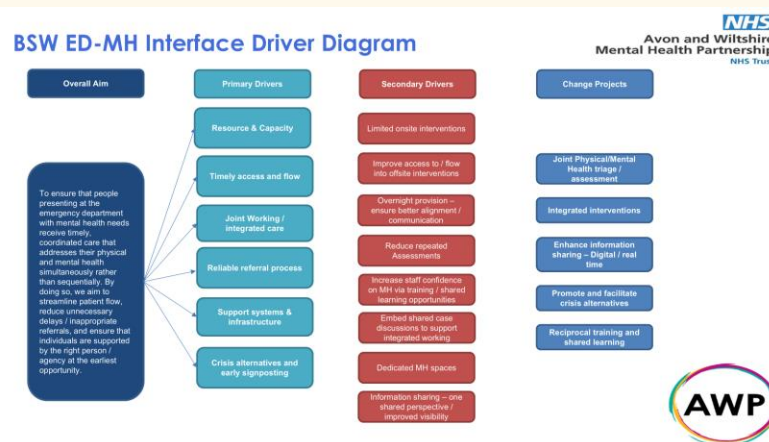 BSW ED-MH Interface Driver Diagram
NHS
Avon and Wiltshire
Mental Health Partnership
NHS Trust
Overall Aim
To ensure that people
presenting at the
emergency department
with mental health needs
receive timely,
coordinated care that
addresses their physical
and mental health
simultaneously rather
than sequentially. By
doing so, we aim to
streamline patient flow,
reduce unnecessary
delays / inappropriate
referrals, and ensure that
individuals are supported
by the right person /
agency at the earliest
opportunity.
Primary Drivers
Resource & Capacity
Timely access and flow
Joint Working /
integrated care
Reliable referral process
Support systems &
infrastructure
Crisis alternatives and
early signposting
Secondary Drivers
Limited onsite interventions
Improve access to / flow
into offsite interventions
Overnight provision –
ensure better alignment /
communication
Reduce repeated
Assessments
Increase staff confidence
on MH via training / shared
learning opportunities
Embed shared case
discussions to support
integrated working
Dedicated MH spaces
Information sharing – one
shared perspective /
improved visibility
Change Projects
Joint Physical/Mental
Health triage /
assessment
Integrated interventions
Enhance information
sharing – Digital / real
time
Promote and facilitate
crisis alternatives
Reciprocal training and
shared learning
AWP